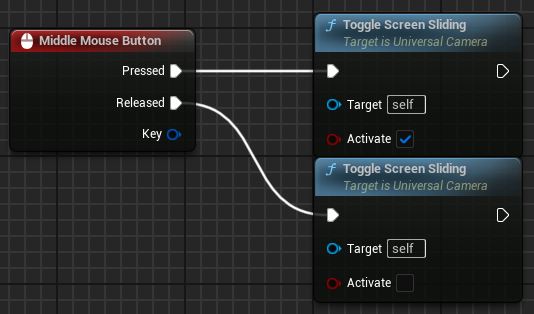 Middle Mouse Button
Pressed
Released
Key
Toggle Screen Sliding
Target is Universal Camera
Target self
Activate
Toggle Screen Sliding
Target is Universal Camera
Target self
Activate